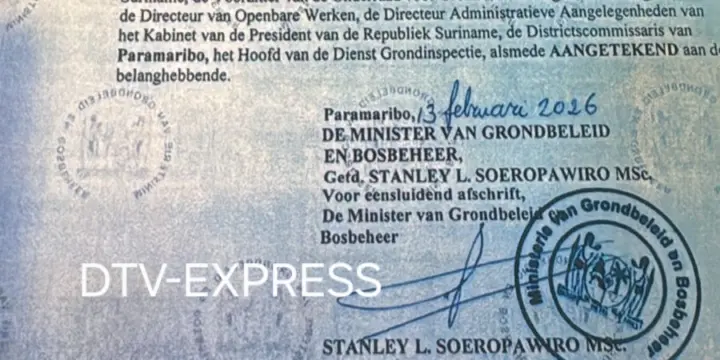 de Directeur van Openbare Werken, de Directeur Administratieve Aangelegenheden van
het Kabinet van de President van de Republiek Suriname, de Districtscommissaris van
Paramaribo, het Hoofd van de Dienst Grondinspectie, alsmede AANGETEKEND aan de
belanghebbende.
Paramaribo, 13 februari 2026
DE MINISTER VAN GRONDBELEID
EN BOSBEHEER,
Getd. STANLEY L. SOEROPAWIRO MSc.
Voor eensluidend afschrift,
De Minister van Grondbeleid en
Bosbeheer
Ministerie van Grondbeleid en Bosbeheer
DTV-EXPRESS
STANLEY L. SOEROPAWIRO MSc.